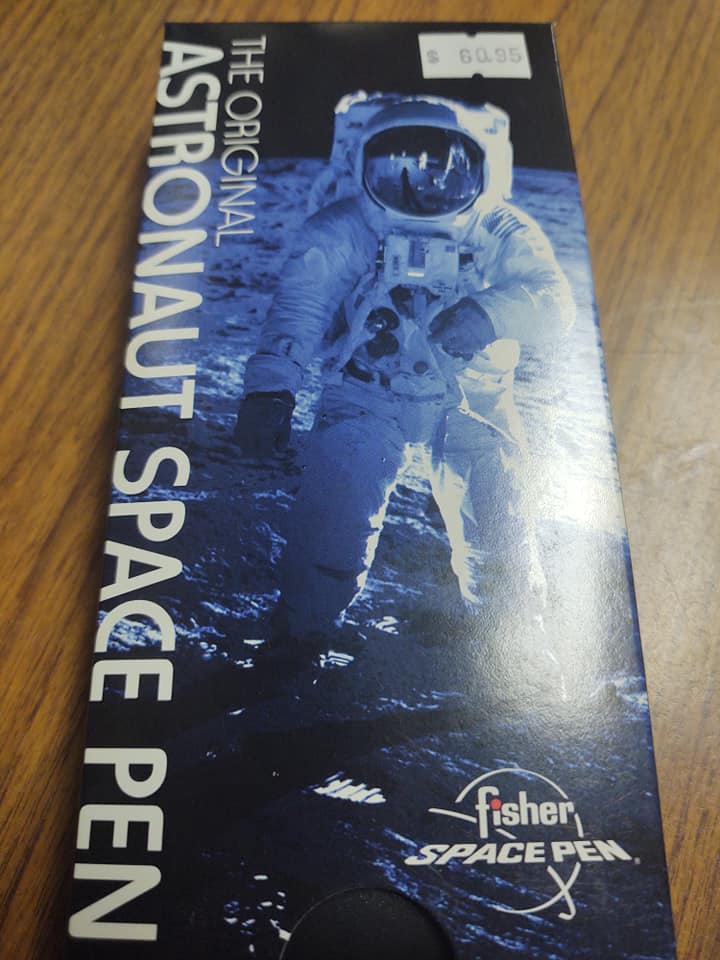 $ 60.95
THE ORIGINAL
ASTRONAUT SPACE PEN
fisher
SPACE PEN